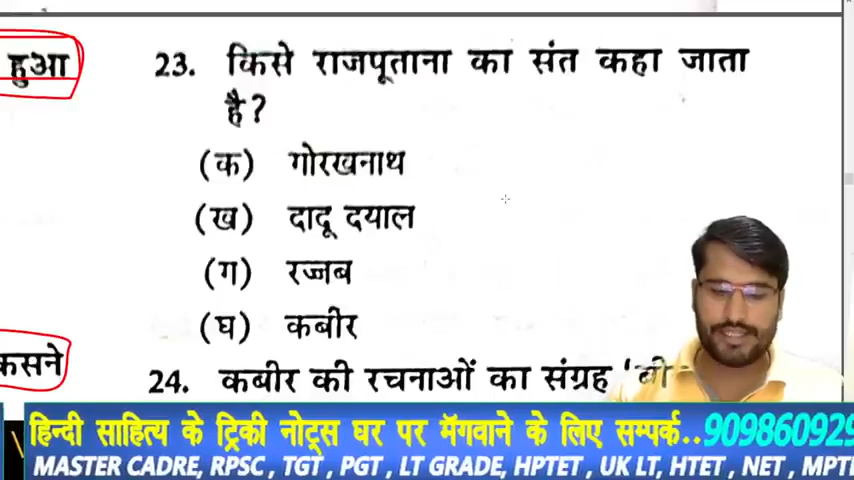 हुआ
23. किसे राजपूताना का संत कहा जाता
है?
(क) गोरखनाथ
(ख) दादू दयाल
(ग) रज्जब
(घ) कबीर
कसने
24. कबीर की रचनाओं का संग्रह 'बी
हिन्दी साहित्य के ट्रिकी नोट्स घर पर मँगवाने के लिए सम्पर्क..909860929
MASTER CADRE, RPSC , TGT , PGT , LT GRADE, HPTET , UK LT, HTET , NET , MPT